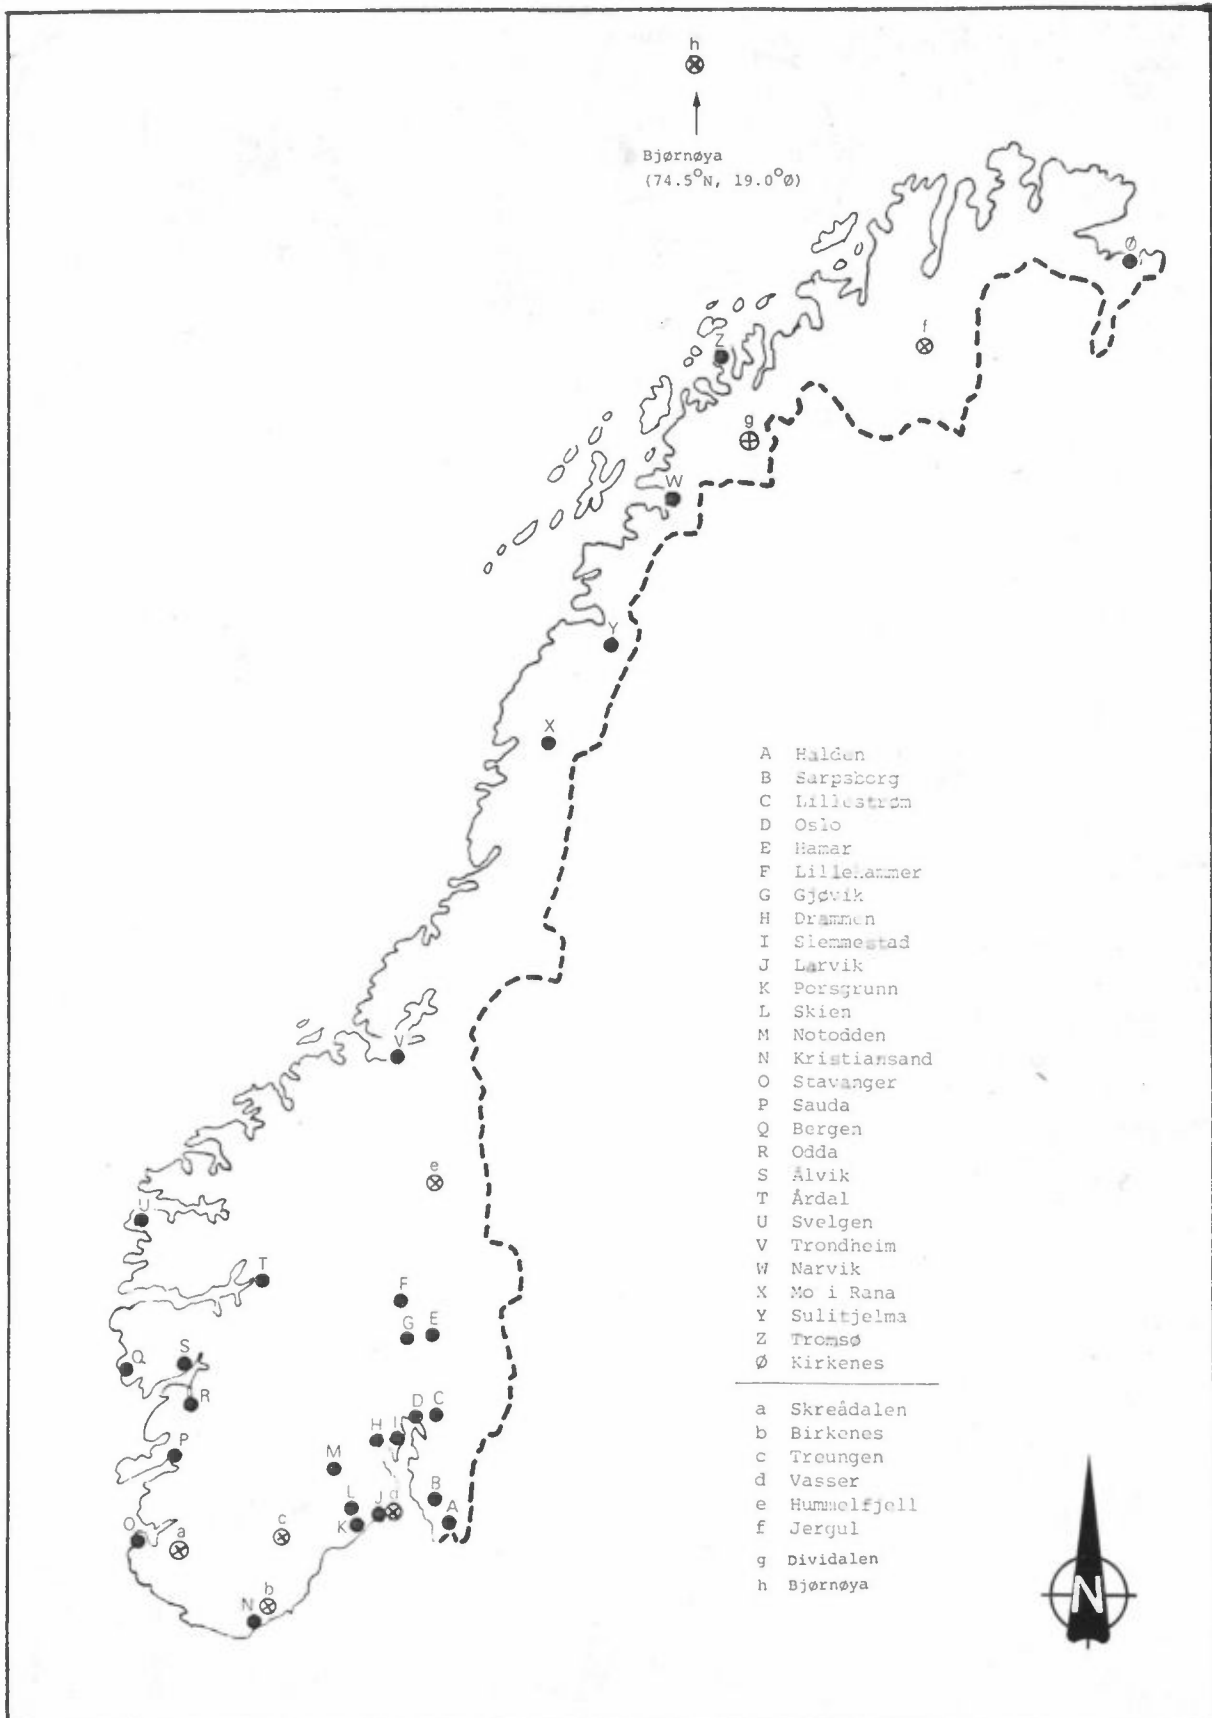 h
Bjørnøya
(74.5°N, 19.0°Ø)
Ø
f
Z
g
W
Y
X
V
e
U
T
F
G E
S
Q
R
D C
H I
P
M
B
L
J d
A
K
O
a
c
b
N
A Halden
B Sarpsborg
C Lillestrøm
D Oslo
E Hamar
F Lillehammer
G Gjøvik
H Drammen
I Slemmestad
J Larvik
K Porsgrunn
L Skien
M Notodden
N Kristiansand
O Stavanger
P Sauda
Q Bergen
R Odda
S Ålvik
T Årdal
U Svelgen
V Trondheim
W Narvik
X Mo i Rana
Y Sulitjelma
Z Tromsø
Ø Kirkenes
a Skreådalen
b Birkenes
c Treungen
d Vasser
e Hummelfjell
f Jergul
g Dividalen
h Bjørnøya
N